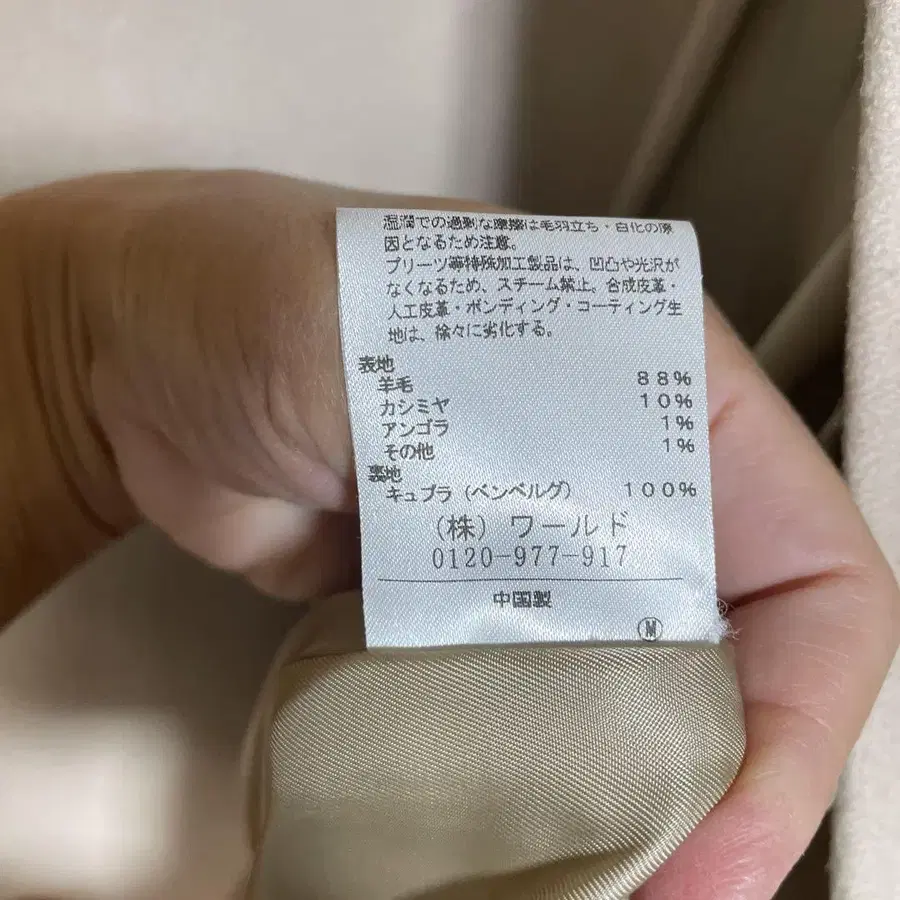 湿潤での過剰な摩擦は毛羽立ち・白化の原
因となるため注意。
プリーツ等特殊加工製品は、凹凸や光沢が
なくなるため、スチーム禁止。合成皮革・
人工皮革・ボンディング・コーティング生
地は、徐々に劣化する。
表地
羊毛 88%
カシミヤ 10%
アンゴラ 1%
その他 1%
裏地
キュプラ（ベンベルグ） 100%
（株）ワールド
0120-977-917
中国製
M